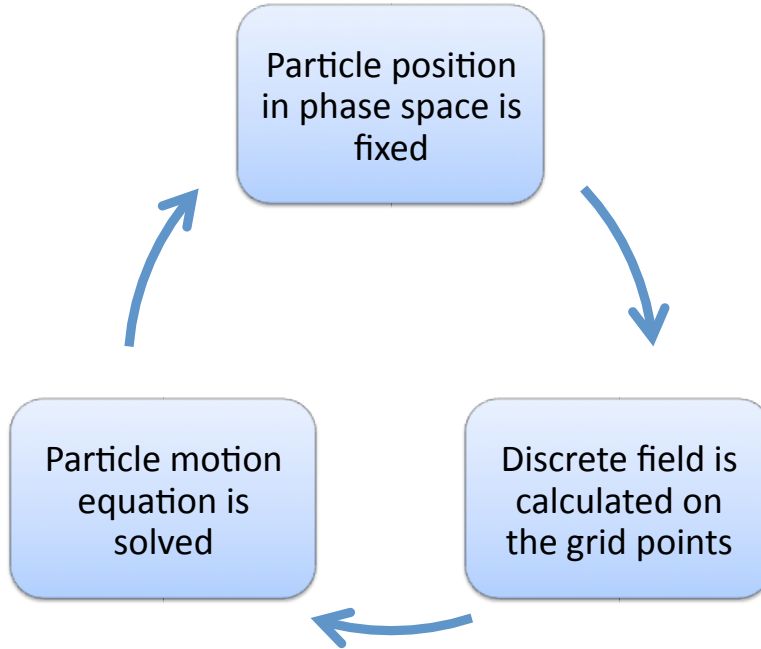 Particle position
in phase space is
fixed
Particle motion
equation is
solved
Discrete field is
calculated on
the grid points